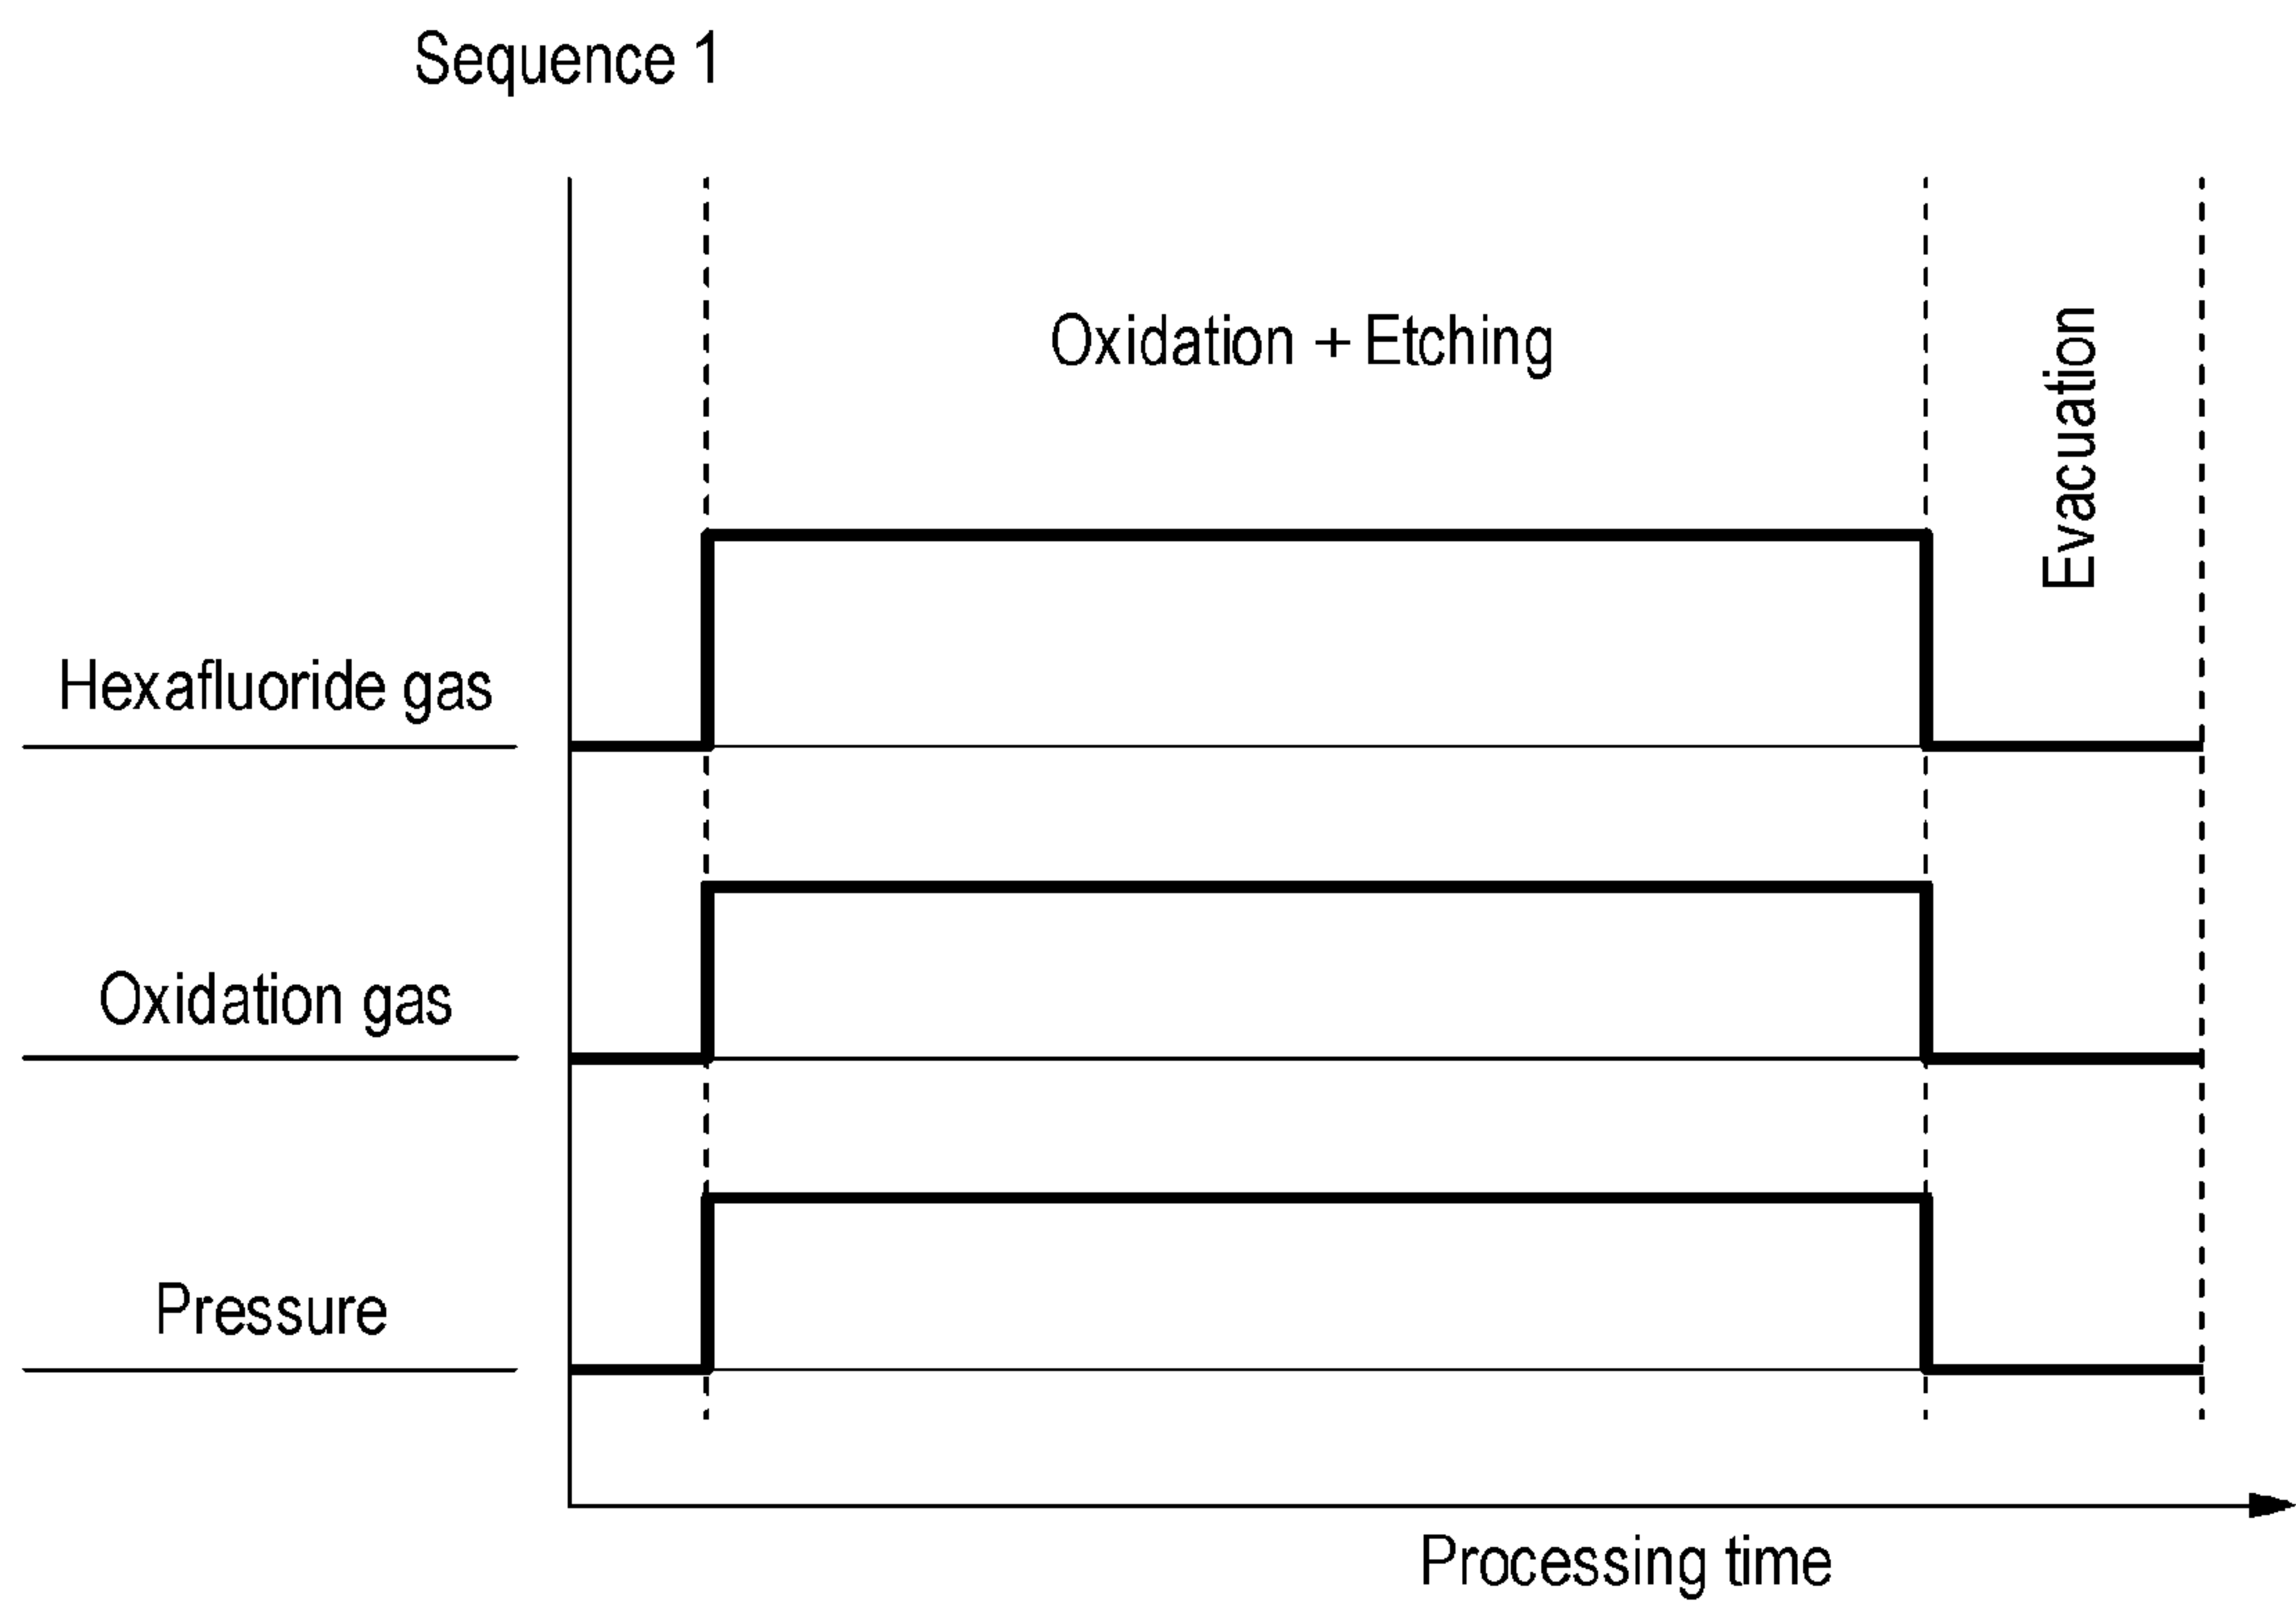 Sequence 1
Oxidation + Etching
Evacuation
Hexafluoride gas
Oxidation gas
Pressure
Processing time